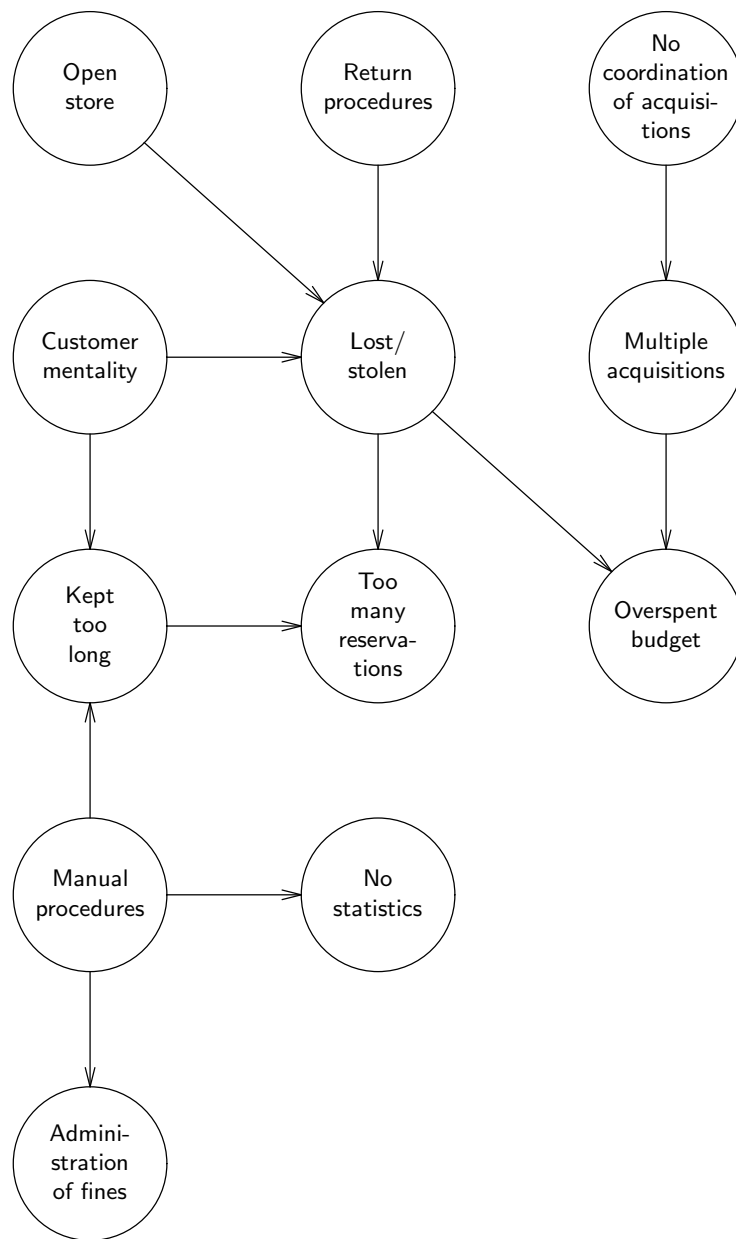 Open
store
Return
procedures
No
coordination
of acquisi-
tions
Customer
mentality
Lost/
stolen
Multiple
acquisitions
Kept
too
long
Too
many
reserva-
tions
Overspent
budget
Manual
procedures
No
statistics
Admini-
stration
of fines